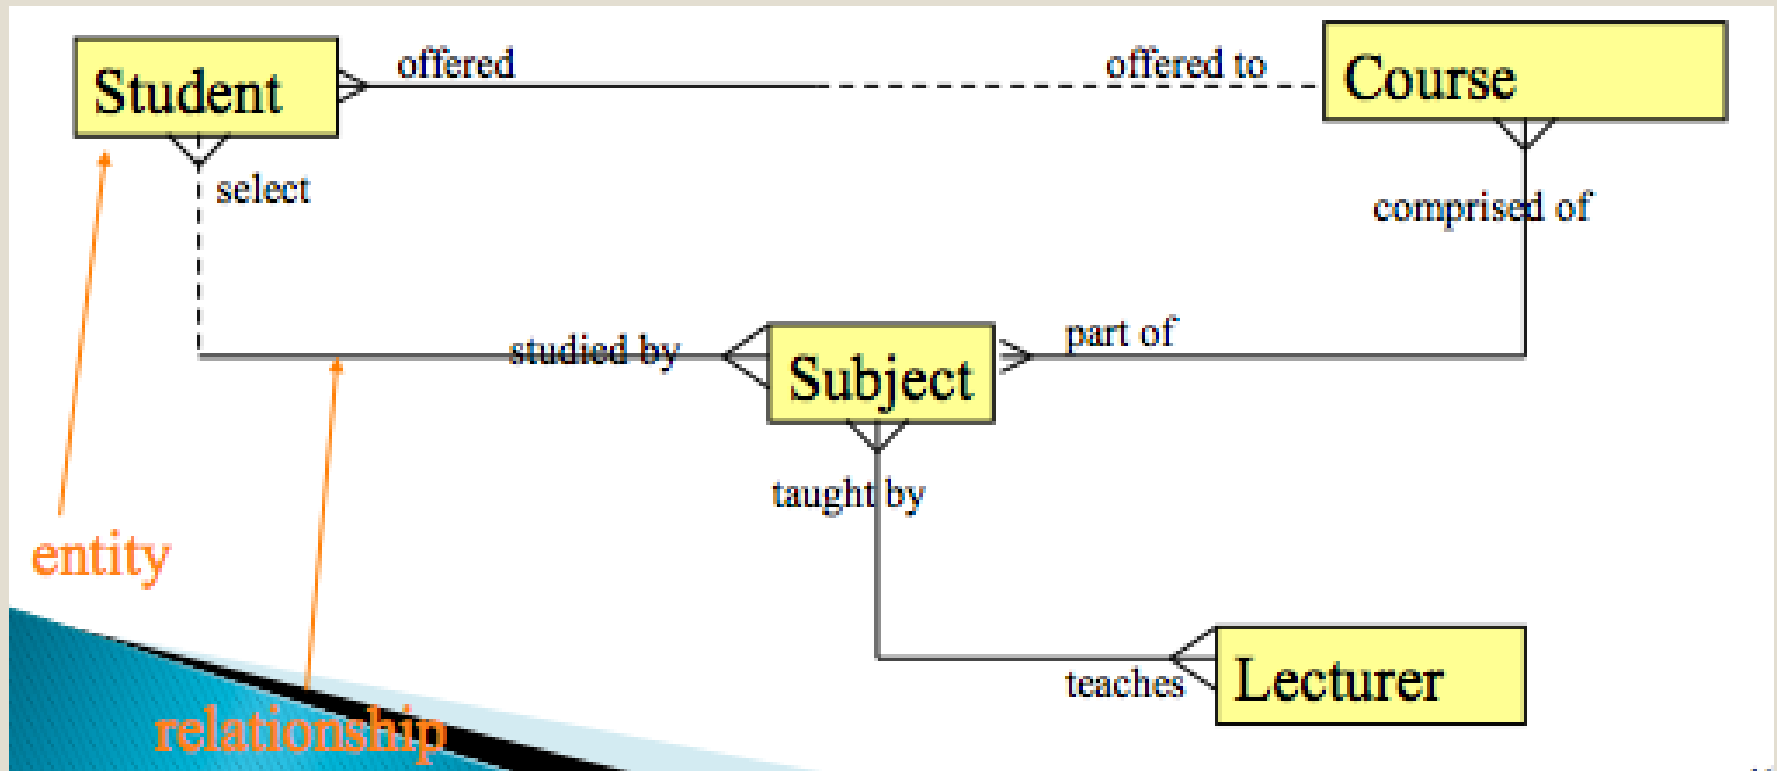 offered
offered to
Student
Course
select
comprised of
studied by
part of
Subject
taught by
entity
teaches
Lecturer
relationship